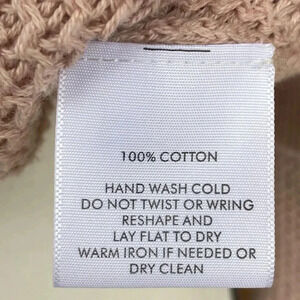 100% COTTON
HAND WASH COLD
DO NOT TWIST OR WRING
RESHAPE AND
LAY FLAT TO DRY
WARM IRON IF NEEDED OR
DRY CLEAN